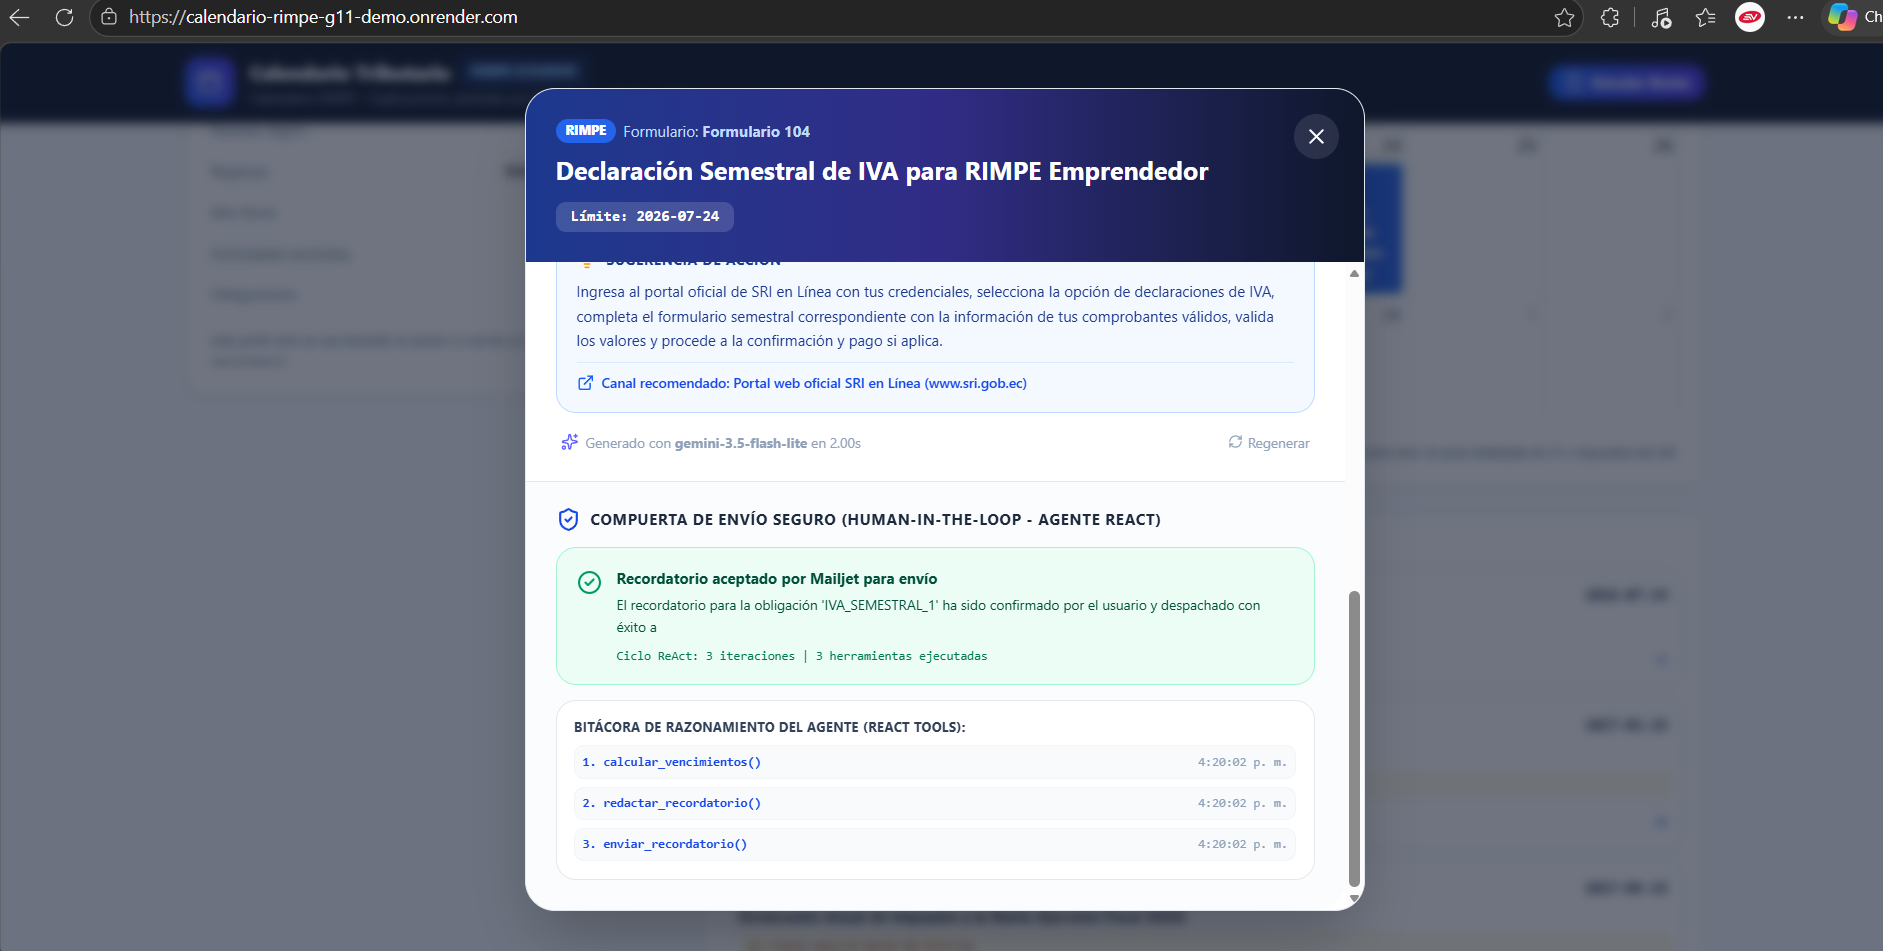 https://calendario-rimpe-g11-demo.onrender.com
Ch
Calendario Tributario
RIMPE Formulario: Formulario 104
Declaración Semestral de IVA para RIMPE Emprendedor
Límite: 2026-07-24
SUGERENCIA DE ACCIÓN
Ingresa al portal oficial de SRI en Línea con tus credenciales, selecciona la opción de declaraciones de IVA,
completa el formulario semestral correspondiente con la información de tus comprobantes válidos, valida
los valores y procede a la confirmación y pago si aplica.
Canal recomendado: Portal web oficial SRI en Línea (www.sri.gob.ec)
Generado con gemini-3.5-flash-lite en 2.00s
Regenerar
COMPUERTA DE ENVÍO SEGURO (HUMAN-IN-THE-LOOP - AGENTE REACT)
Recordatorio aceptado por Mailjet para envío
El recordatorio para la obligación 'IVA_SEMESTRAL_1' ha sido confirmado por el usuario y despachado con
éxito a
Ciclo ReAct: 3 iteraciones | 3 herramientas ejecutadas
BITÁCORA DE RAZONAMIENTO DEL AGENTE (REACT TOOLS):
1. calcular_vencimientos() 4:20:02 p. m.
2. redactar_recordatorio() 4:20:02 p. m.
3. enviar_recordatorio() 4:20:02 p. m.